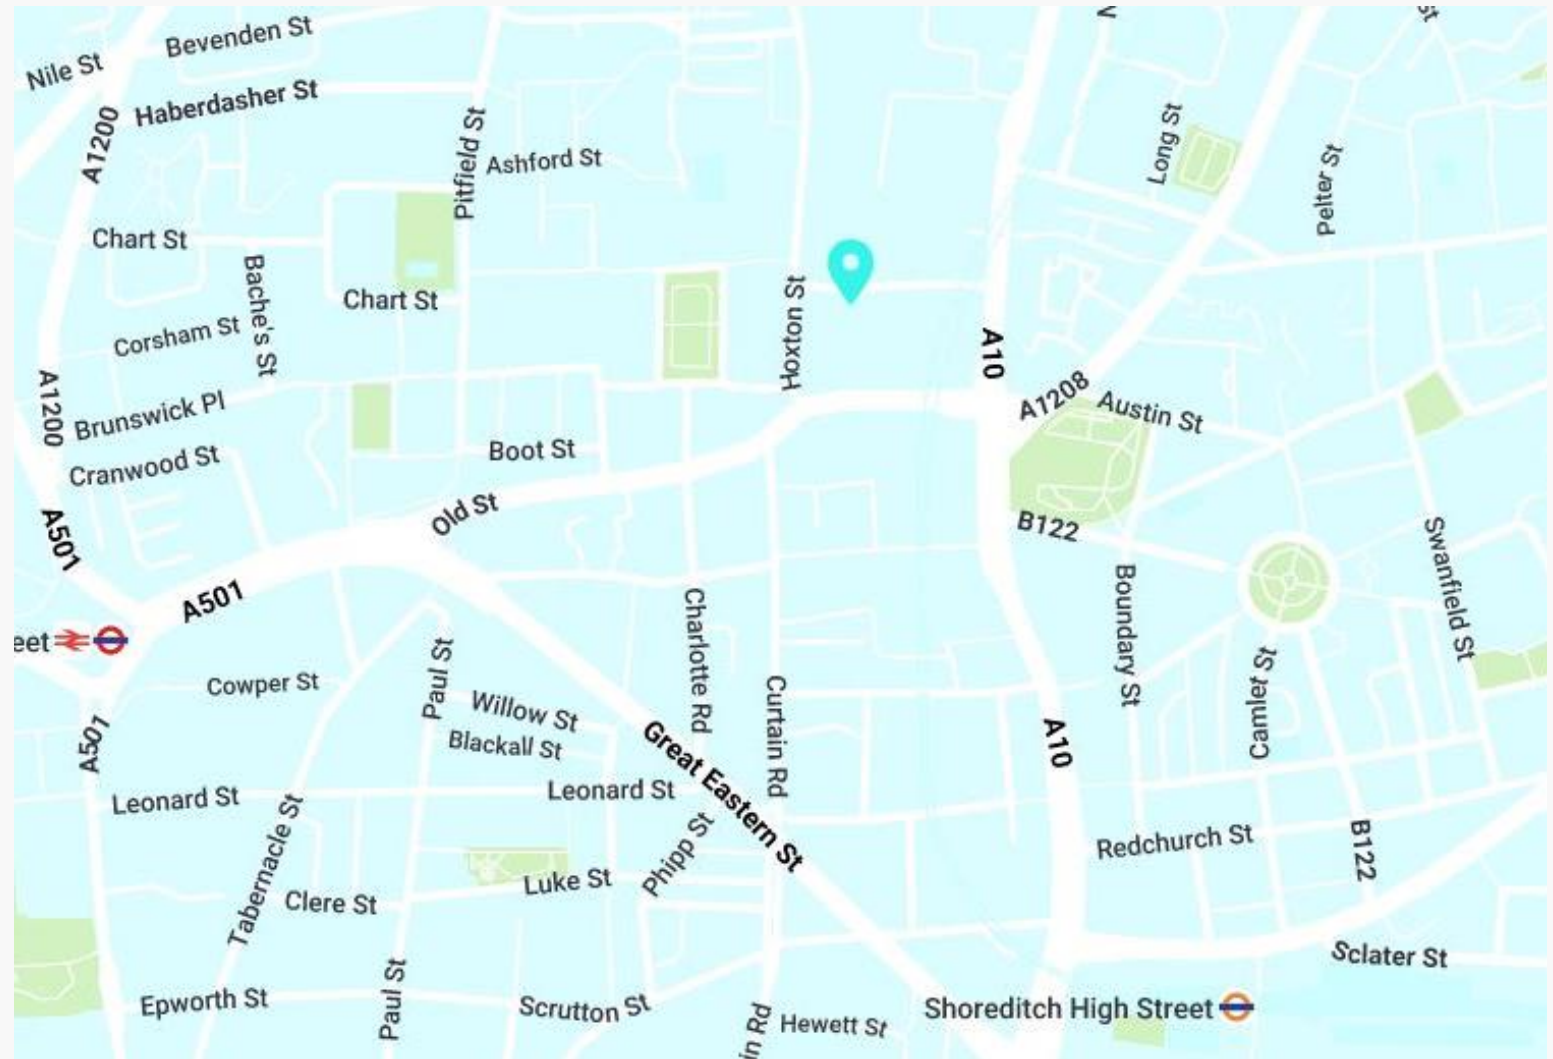 Bevenden St
Nile St
Haberdasher St
A1200
Pitfield St
Ashford St
Long St
Pelter St
Chart St
Bache's St
Chart St
Hoxton St
Corsham St
A10
A1200
Brunswick Pl
A1208
Austin St
Cranwood St
Boot St
Old St
A501
B122
Swanfield St
A501
Boundary St
Charlotte Rd
eet
Cowper St
Paul St
Willow St
Curtain Rd
Blackall St
Great Eastern St
A10
A501
Leonard St
Leonard St
Tabernacle St
Phipp St
Redchurch St
B122
Luke St
Clere St
Sclater St
Paul St
Epworth St
Scrutton St
Shoreditch High Street
in Rd
Hewett St